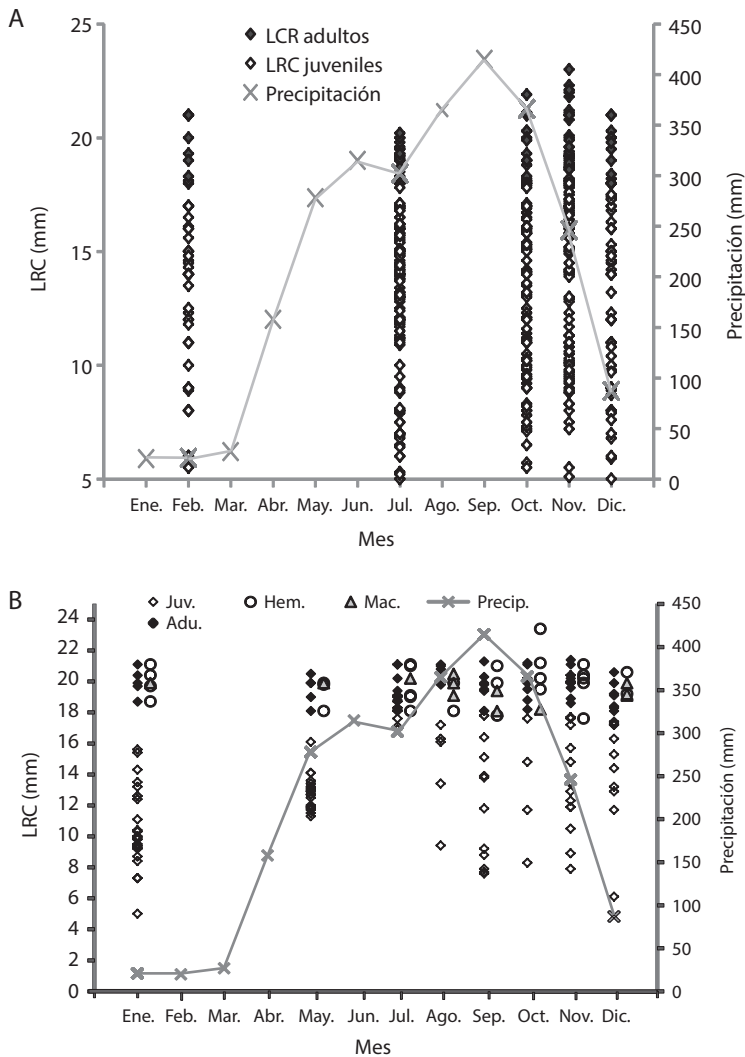 A
LCR adultos
LRC juveniles
Precipitación
25
20
15
10
5
LRC (mm)
450
400
350
300
250
200
150
100
50
0
Precipitación (mm)
Ene. Feb. Mar. Abr. May. Jun. Jul. Ago. Sep. Oct. Nov. Dic.
Mes
B
Juv. Hem. Mac. Precip.
Adu.
24
22
20
18
16
14
12
10
8
6
4
2
0
LRC (mm)
450
400
350
300
250
200
150
100
50
0
Precipitación (mm)
Ene. Feb. Mar. Abr. May. Jun. Jul. Ago. Sep. Oct. Nov. Dic.
Mes